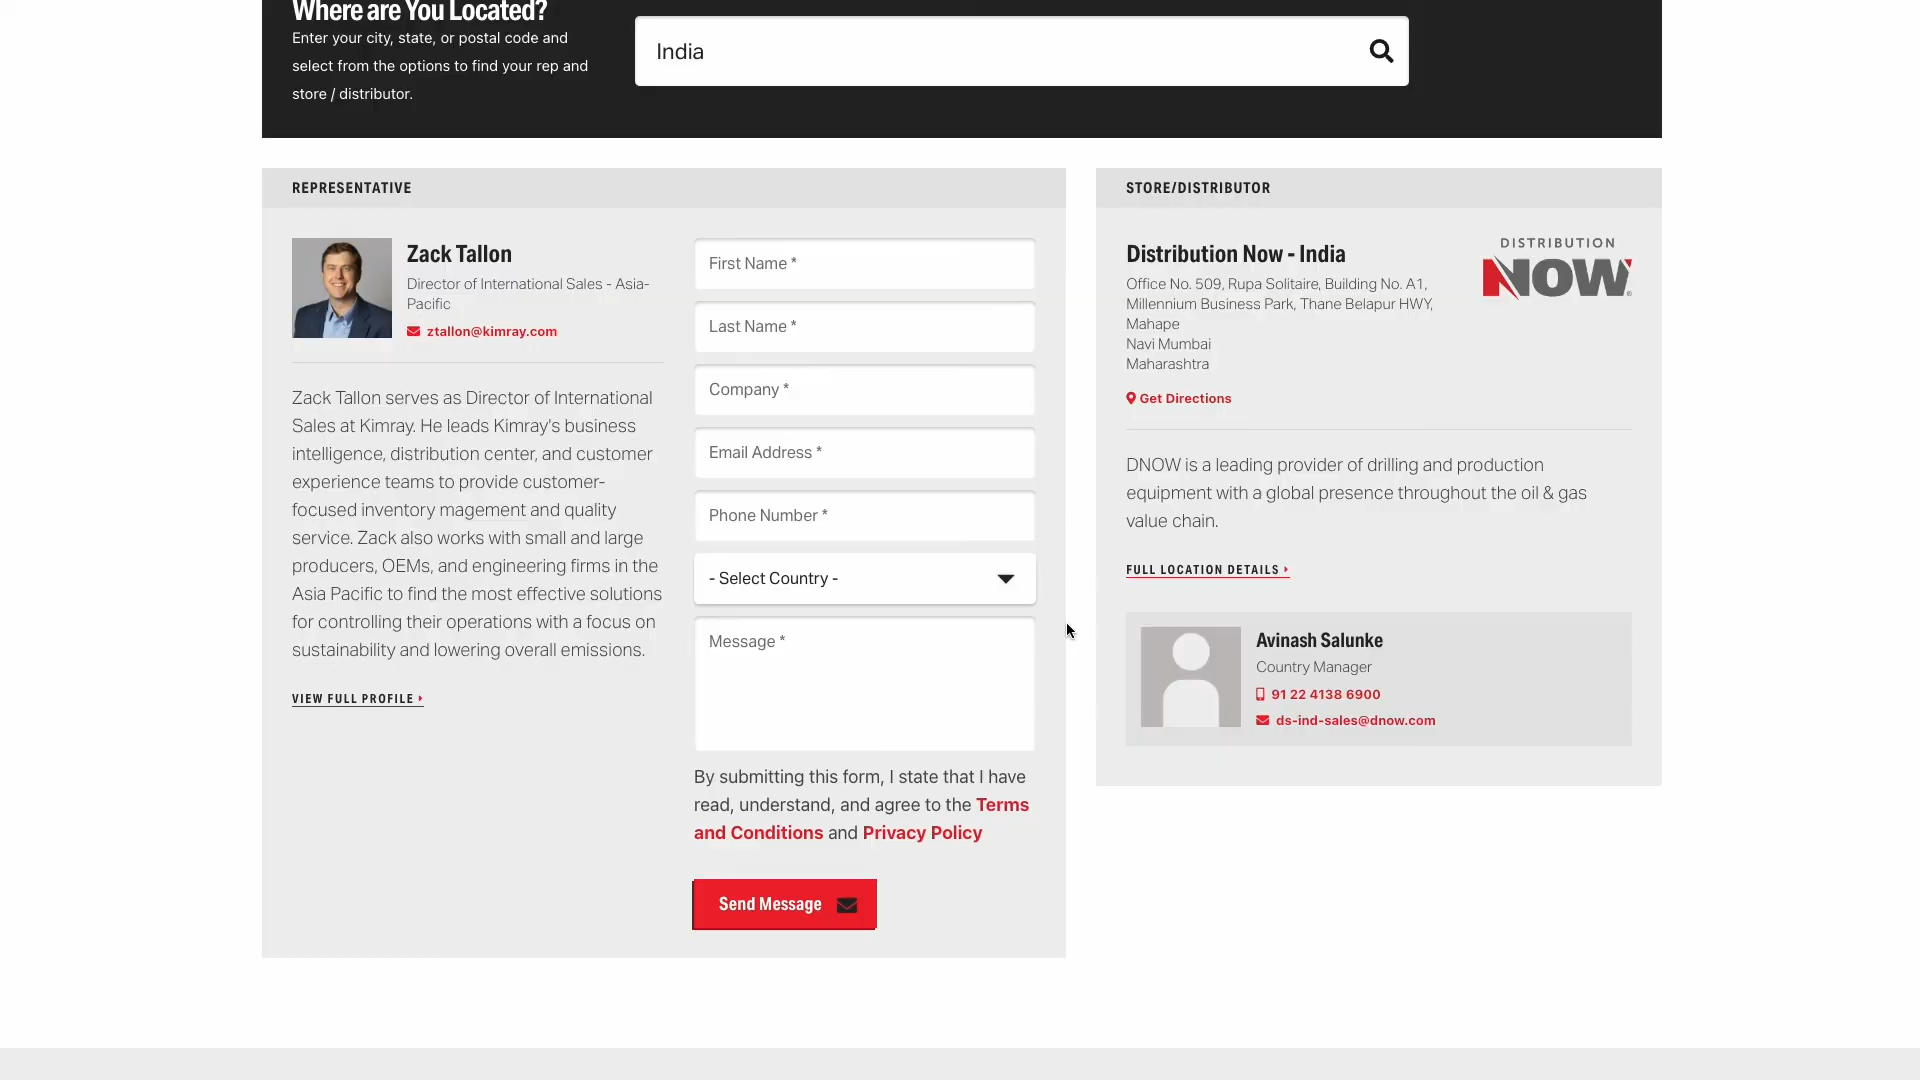 Where are You Located?
Enter your city, state, or postal code and
select from the options to find your rep and
store / distributor.
India
REPRESENTATIVE
Zack Tallon
Director of International Sales - Asia-
Pacific
ztallon@kimray.com
Zack Tallon serves as Director of International
Sales at Kimray. He leads Kimray's business
intelligence, distribution center, and customer
experience teams to provide customer-
focused inventory magement and quality
service. Zack also works with small and large
producers, OEMs, and engineering firms in the
Asia Pacific to find the most effective solutions
for controlling their operations with a focus on
sustainability and lowering overall emissions.
VIEW FULL PROFILE
First Name *
Last Name *
Company *
Email Address *
Phone Number *
- Select Country -
Message *
By submitting this form, I state that I have
read, understand, and agree to the Terms
and Conditions and Privacy Policy
Send Message
STORE/DISTRIBUTOR
Distribution Now - India
Office No. 509, Rupa Solitaire, Building No. A1,
Millennium Business Park, Thane Belapur HWY,
Mahape
Navi Mumbai
Maharashtra
DISTRIBUTION
NOW®
Get Directions
DNOW is a leading provider of drilling and production
equipment with a global presence throughout the oil & gas
value chain.
FULL LOCATION DETAILS
Avinash Salunke
Country Manager
91 22 4138 6900
ds-ind-sales@dnow.com